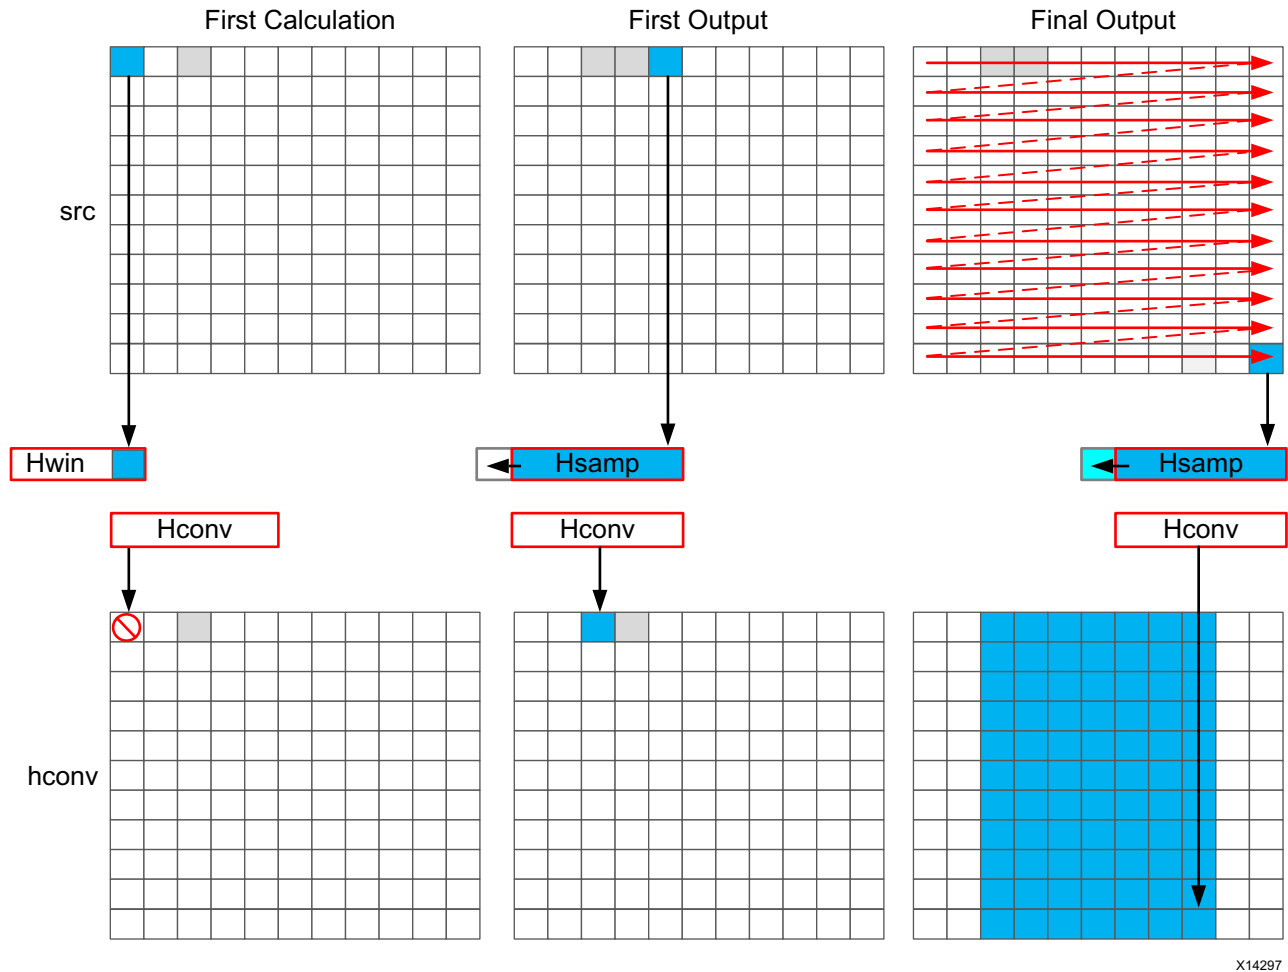 First Calculation
First Output
Final Output
src
Hwin
Hsamp
Hsamp
Hconv
Hconv
Hconv
hconv
X14297